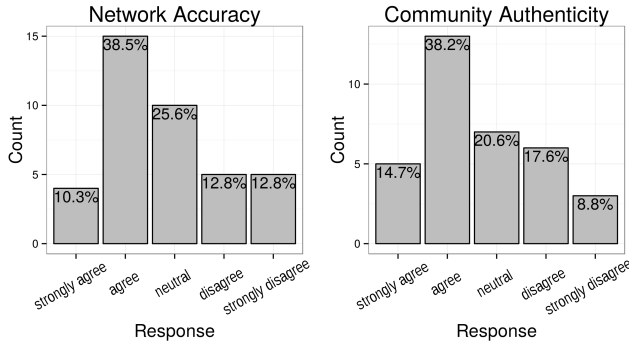 Network Accuracy
Count
15
10
5
0
10.3%
38.5%
25.6%
12.8%
12.8%
strongly agree
agree
neutral
disagree
strongly disagree
Response
Community Authenticity
Count
10
5
0
14.7%
38.2%
20.6%
17.6%
8.8%
strongly agree
agree
neutral
disagree
strongly disagree
Response